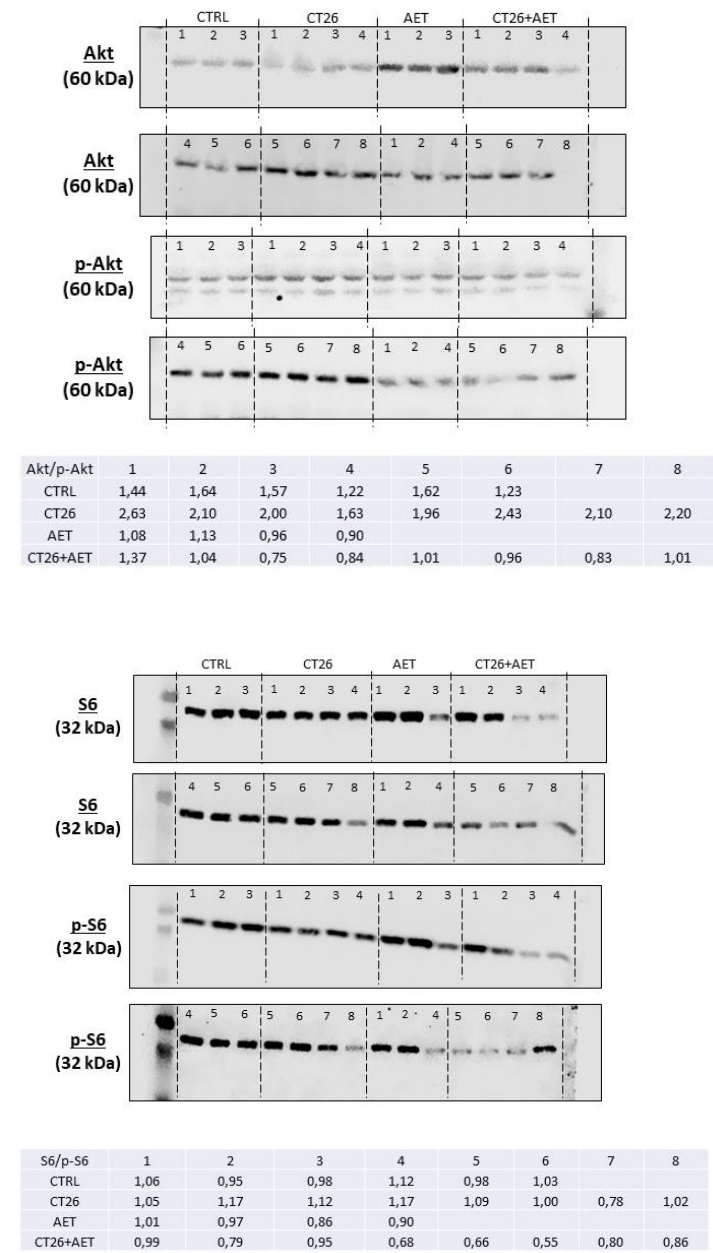 CTRL CT26 AET CT26+AET
1 2 3 1 2 3 4 1 2 3 1 2 3 4
Akt
(60 kDa)
4 5 6 5 6 7 8 1 2 4 5 6 7 8
Akt
(60 kDa)
1 2 3 1 2 3 4 1 2 3 1 2 3 4
p-Akt
(60 kDa)
4 5 6 5 6 7 8 1 2 4 5 6 7 8
p-Akt
(60 kDa)
Akt/p-Akt 1 2 3 4 5 6 7 8
CTRL 1,44 1,64 1,57 1,22 1,62 1,23
CT26 2,63 2,10 2,00 1,63 1,96 2,43 2,10 2,20
AET 1,08 1,13 0,96 0,90
CT26+AET 1,37 1,04 0,75 0,84 1,01 0,96 0,83 1,01
CTRL CT26 AET CT26+AET
1 2 3 1 2 3 4 1 2 3 1 2 3 4
S6
(32 kDa)
4 5 6 5 6 7 8 1 2 4 5 6 7 8
S6
(32 kDa)
1 2 3 1 2 3 4 1 2 3 1 2 3 4
p-S6
(32 kDa)
4 5 6 5 6 7 8 1 2 4 5 6 7 8
p-S6
(32 kDa)
S6/p-S6 1 2 3 4 5 6 7 8
CTRL 1,06 0,95 0,98 1,12 0,98 1,03
CT26 1,05 1,17 1,12 1,17 1,09 1,00 0,78 1,02
AET 1,01 0,97 0,86 0,90
CT26+AET 0,99 0,79 0,95 0,68 0,66 0,55 0,80 0,86